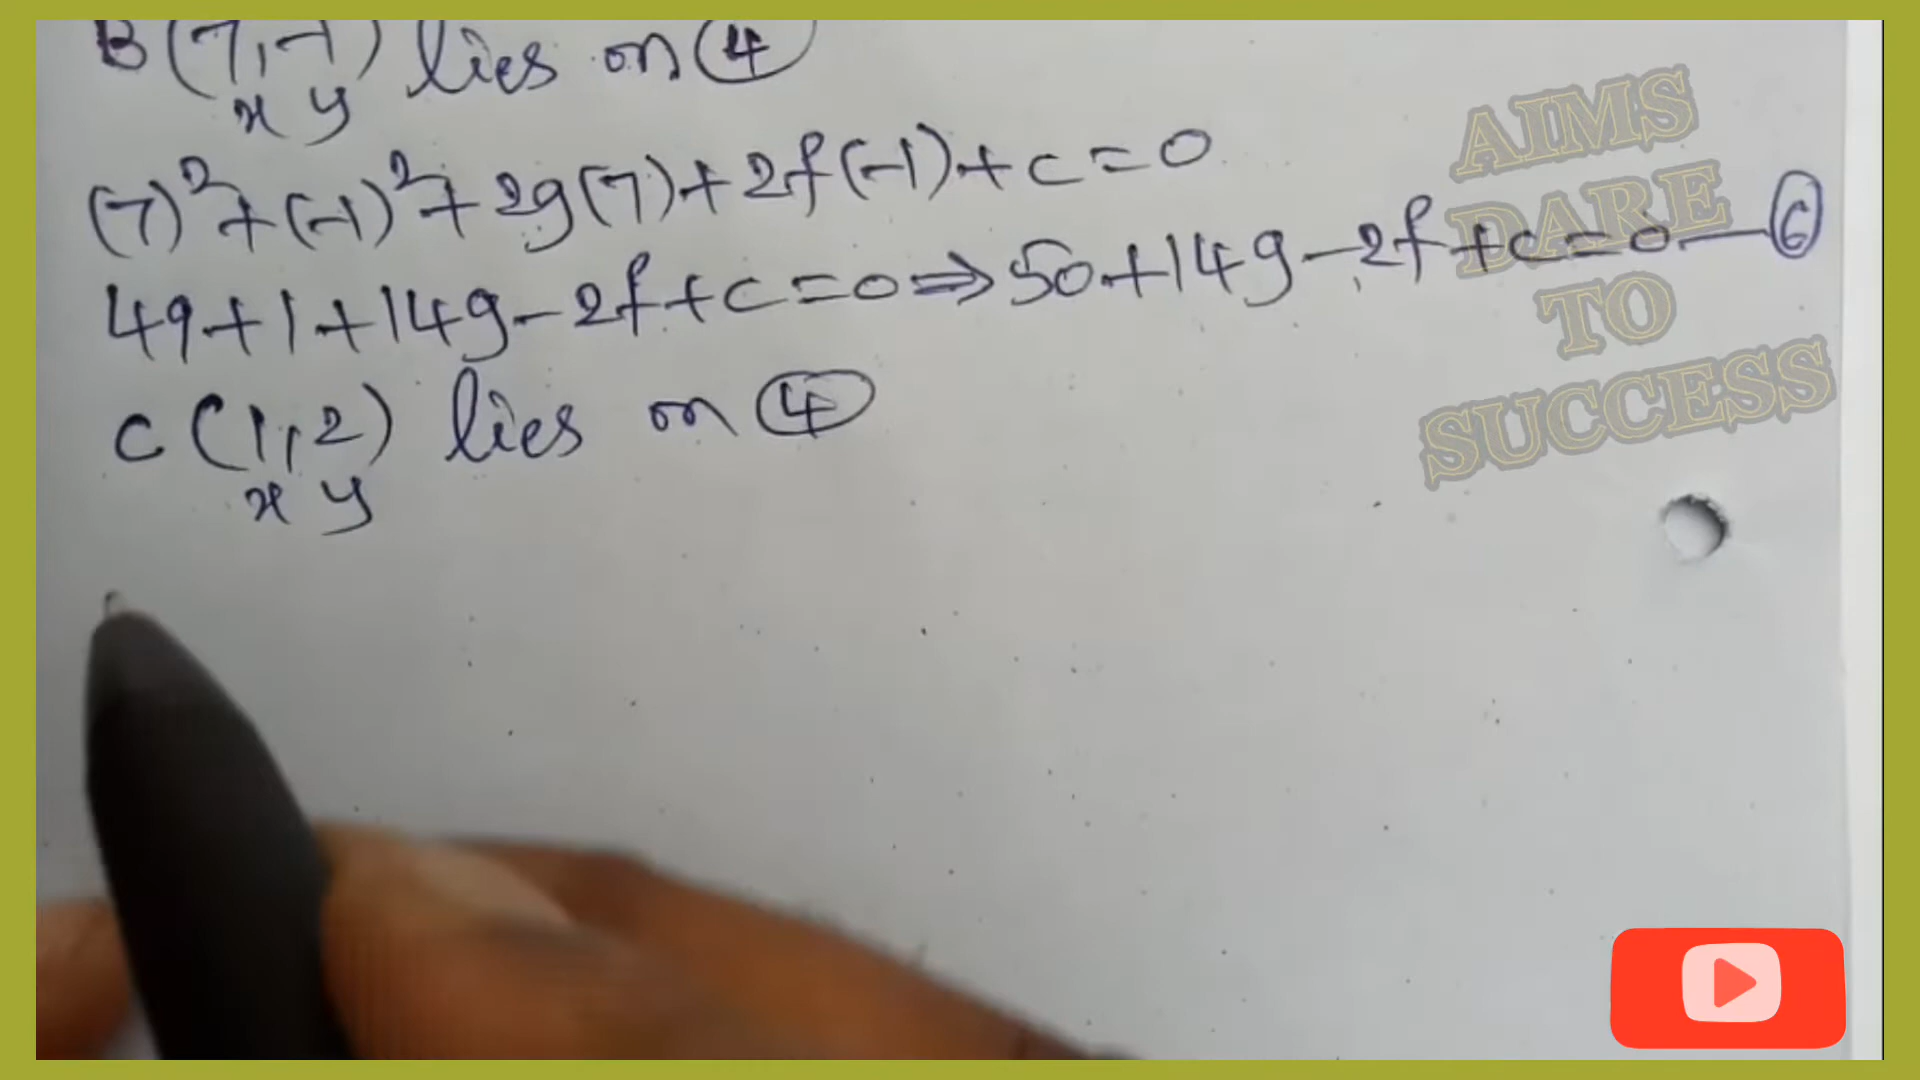 B(7,-1) lies on ④
x y
(7)²+(-1)²+2g(7)+2f(-1)+c=0
49+1+14g-2f+c=0⇒50+14g-2f+c=0—⑥
C(1,2) lies on ④
x y
AIMS
DARE
TO
SUCCESS